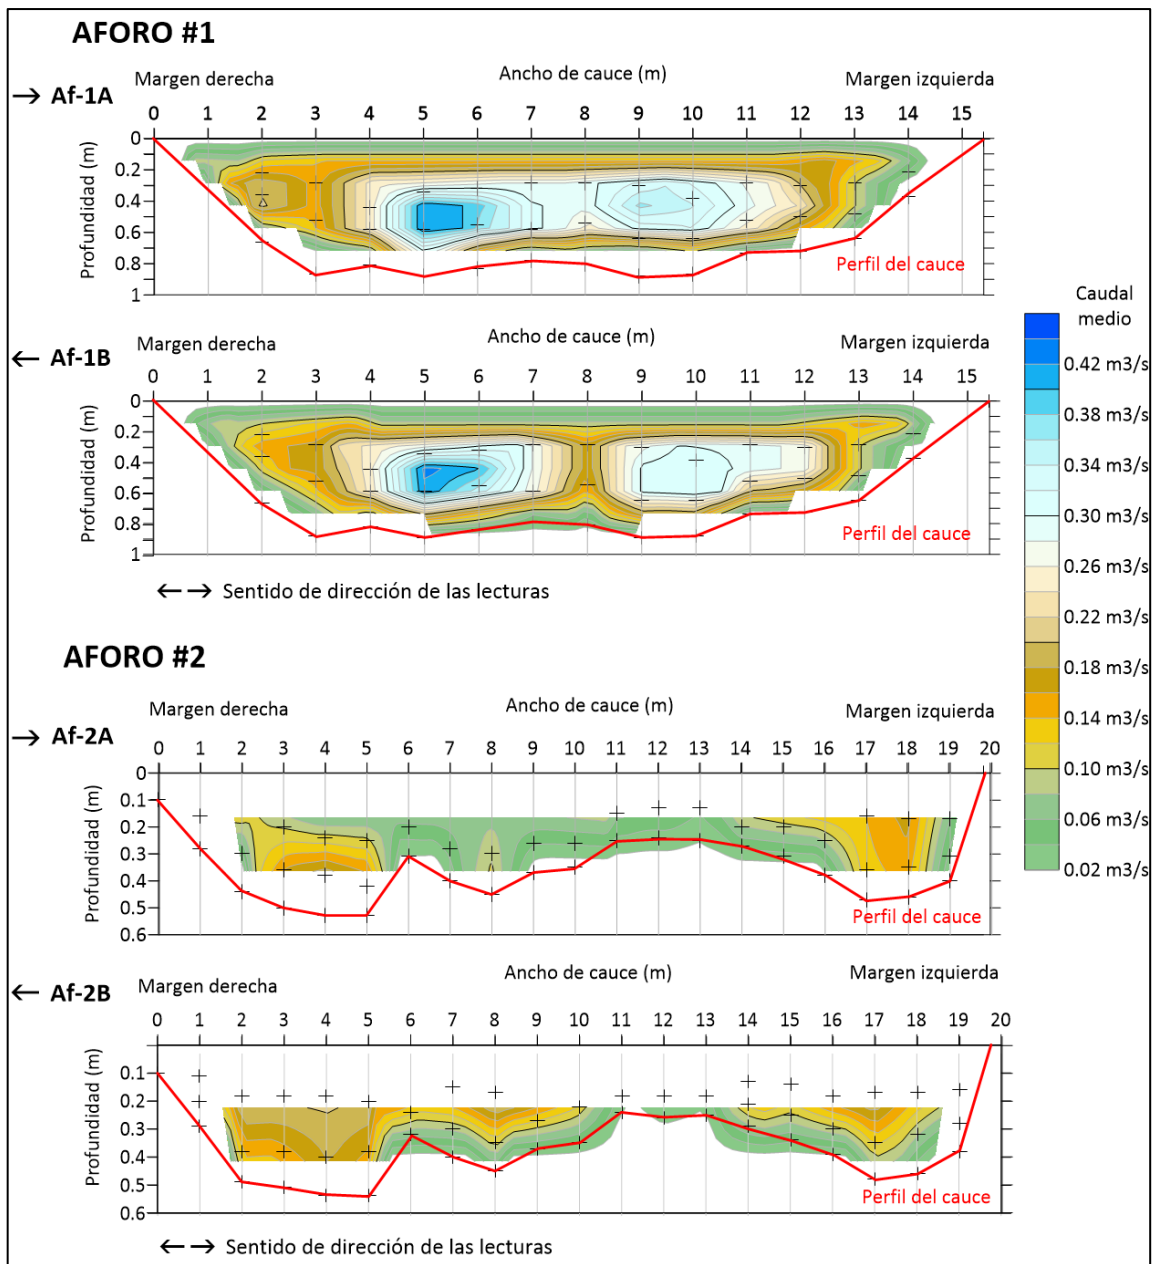 AFORO #1
Margen derecha
Ancho de cauce (m)
Margen izquierda
→ Af-1A
0 1 2 3 4 5 6 7 8 9 10 11 12 13 14 15
Profundidad (m)
0
0.2
0.4
0.6
0.8
1
Perfil del cauce
Margen derecha
Ancho de cauce (m)
Margen izquierda
← Af-1B
0 1 2 3 4 5 6 7 8 9 10 11 12 13 14 15
Profundidad (m)
0
0.2
0.4
0.6
0.8
1
Perfil del cauce
←→ Sentido de dirección de las lecturas
Caudal
medio
0.42 m3/s
0.38 m3/s
0.34 m3/s
0.30 m3/s
0.26 m3/s
0.22 m3/s
0.18 m3/s
0.14 m3/s
0.10 m3/s
0.06 m3/s
0.02 m3/s
AFORO #2
Margen derecha
Ancho de cauce (m)
Margen izquierda
→ Af-2A
0 1 2 3 4 5 6 7 8 9 10 11 12 13 14 15 16 17 18 19 20
Profundidad (m)
0
0.1
0.2
0.3
0.4
0.5
0.6
Perfil del cauce
Margen derecha
Ancho de cauce (m)
Margen izquierda
← Af-2B
0 1 2 3 4 5 6 7 8 9 10 11 12 13 14 15 16 17 18 19 20
Profundidad (m)
0.1
0.2
0.3
0.4
0.5
0.6
Perfil del cauce
←→ Sentido de dirección de las lecturas